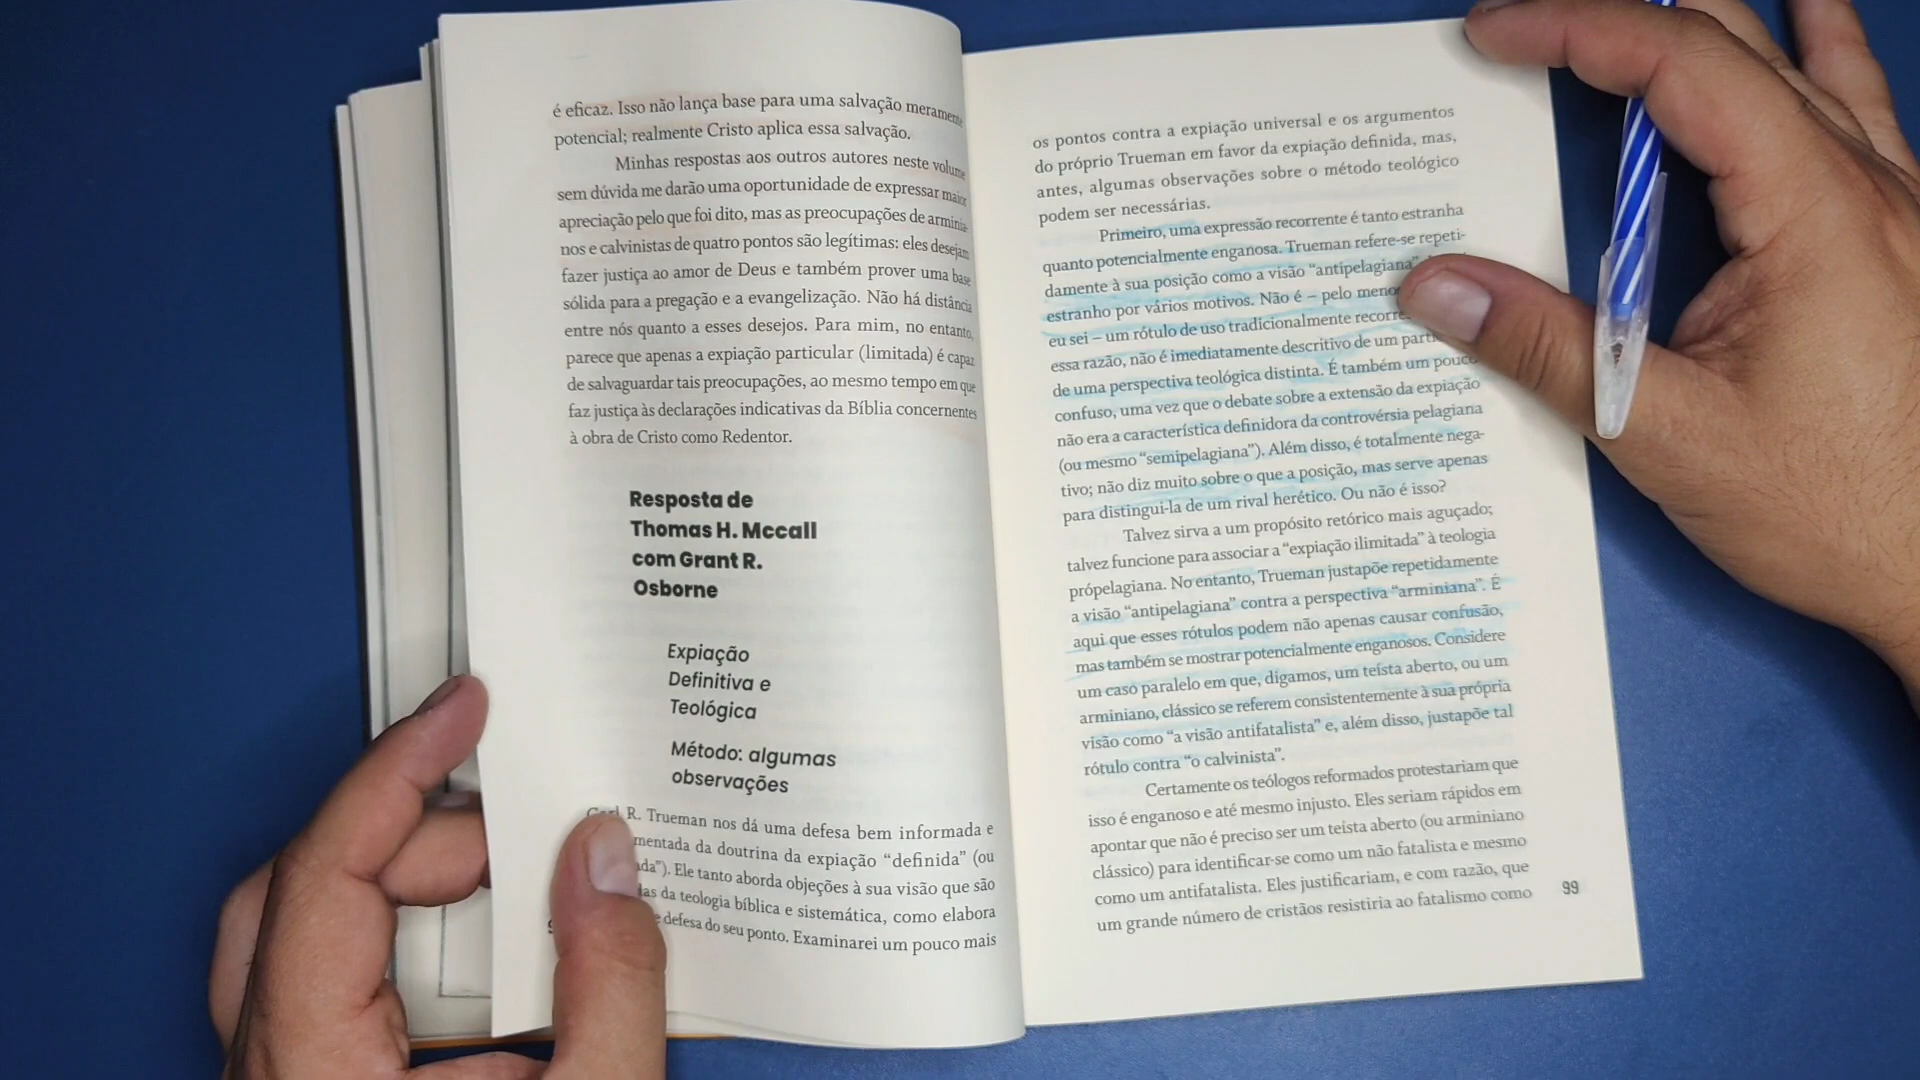 é eficaz. Isso não lança base para uma salvação meramente
potencial; realmente Cristo aplica essa salvação.
Minhas respostas aos outros autores neste volume
sem dúvida me darão uma oportunidade de expressar maior
apreciação pelo que foi dito, mas as preocupações de arminia-
nos e calvinistas de quatro pontos são legítimas: eles desejam
fazer justiça ao amor de Deus e também prover uma base
sólida para a pregação e a evangelização. Não há distância
entre nós quanto a esses desejos. Para mim, no entanto,
parece que apenas a expiação particular (limitada) é capaz
de salvaguardar tais preocupações, ao mesmo tempo em que
faz justiça às declarações indicativas da Bíblia concernentes
à obra de Cristo como Redentor.
Resposta de
Thomas H. Mccall
com Grant R.
Osborne
Expiação
Definitiva e
Teológica
Método: algumas
observações
R. Trueman nos dá uma defesa bem informada e
mentada da doutrina da expiação “definida” (ou
ada”). Ele tanto aborda objeções à sua visão que são
das da teologia bíblica e sistemática, como elabora
e defesa do seu ponto. Examinarei um pouco mais
os pontos contra a expiação universal e os argumentos
do próprio Trueman em favor da expiação definida, mas,
antes, algumas observações sobre o método teológico
podem ser necessárias.
Primeiro, uma expressão recorrente é tanto estranha
quanto potencialmente enganosa. Trueman refere-se repeti-
damente à sua posição como a visão “antipelagiana”
estranho por vários motivos. Não é – pelo
eu sei – um rótulo de uso tradicionalmente
essa razão, não é imediatamente descritivo de um
de uma perspectiva teológica distinta. É também um pouco
confuso, uma vez que o debate sobre a extensão da expiação
não era a característica definidora da controvérsia pelagiana
(ou mesmo “semipelagiana”). Além disso, é totalmente nega-
tivo; não diz muito sobre o que a posição, mas serve apenas
para distingui-la de um rival herético. Ou não é isso?
Talvez sirva a um propósito retórico mais aguçado;
talvez funcione para associar a “expiação ilimitada” à teologia
própelagiana. No entanto, Trueman justapõe repetidamente
a visão “antipelagiana” contra a perspectiva “arminiana”. É
aqui que esses rótulos podem não apenas causar confusão,
mas também se mostrar potencialmente enganosos. Considere
um caso paralelo em que, digamos, um teísta aberto, ou um
arminiano, clássico se referem consistentemente à sua própria
visão como “a visão antifatalista” e, além disso, justapõe tal
rótulo contra “o calvinista”.
Certamente os teólogos reformados protestariam que
isso é enganoso e até mesmo injusto. Eles seriam rápidos em
apontar que não é preciso ser um teísta aberto (ou arminiano
clássico) para identificar-se como um não fatalista e mesmo
como um antifatalista. Eles justificariam, e com razão, que
um grande número de cristãos resistiria ao fatalismo como
99